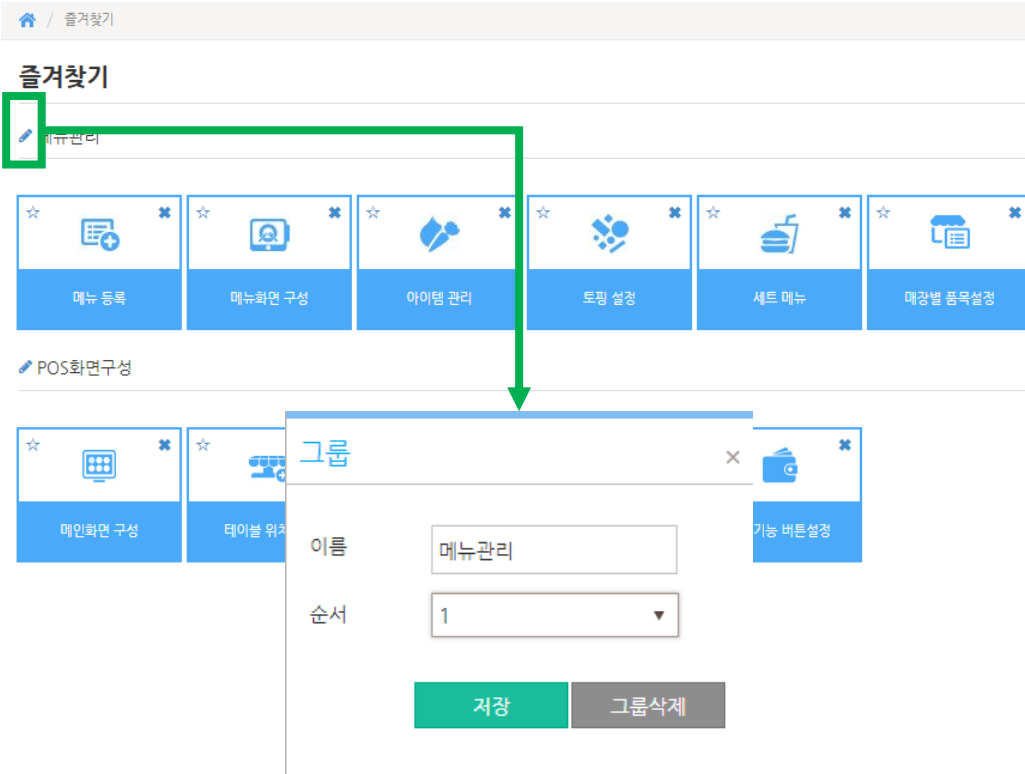 / 즐겨찾기
즐겨찾기
메뉴관리
메뉴 등록
메뉴화면 구성
아이템 관리
토핑 설정
세트 메뉴
매장별 품목설정
POS화면구성
메인화면 구성
테이블 위치
기능 버튼설정
그룹
이름
메뉴관리
순서
1
저장
그룹삭제